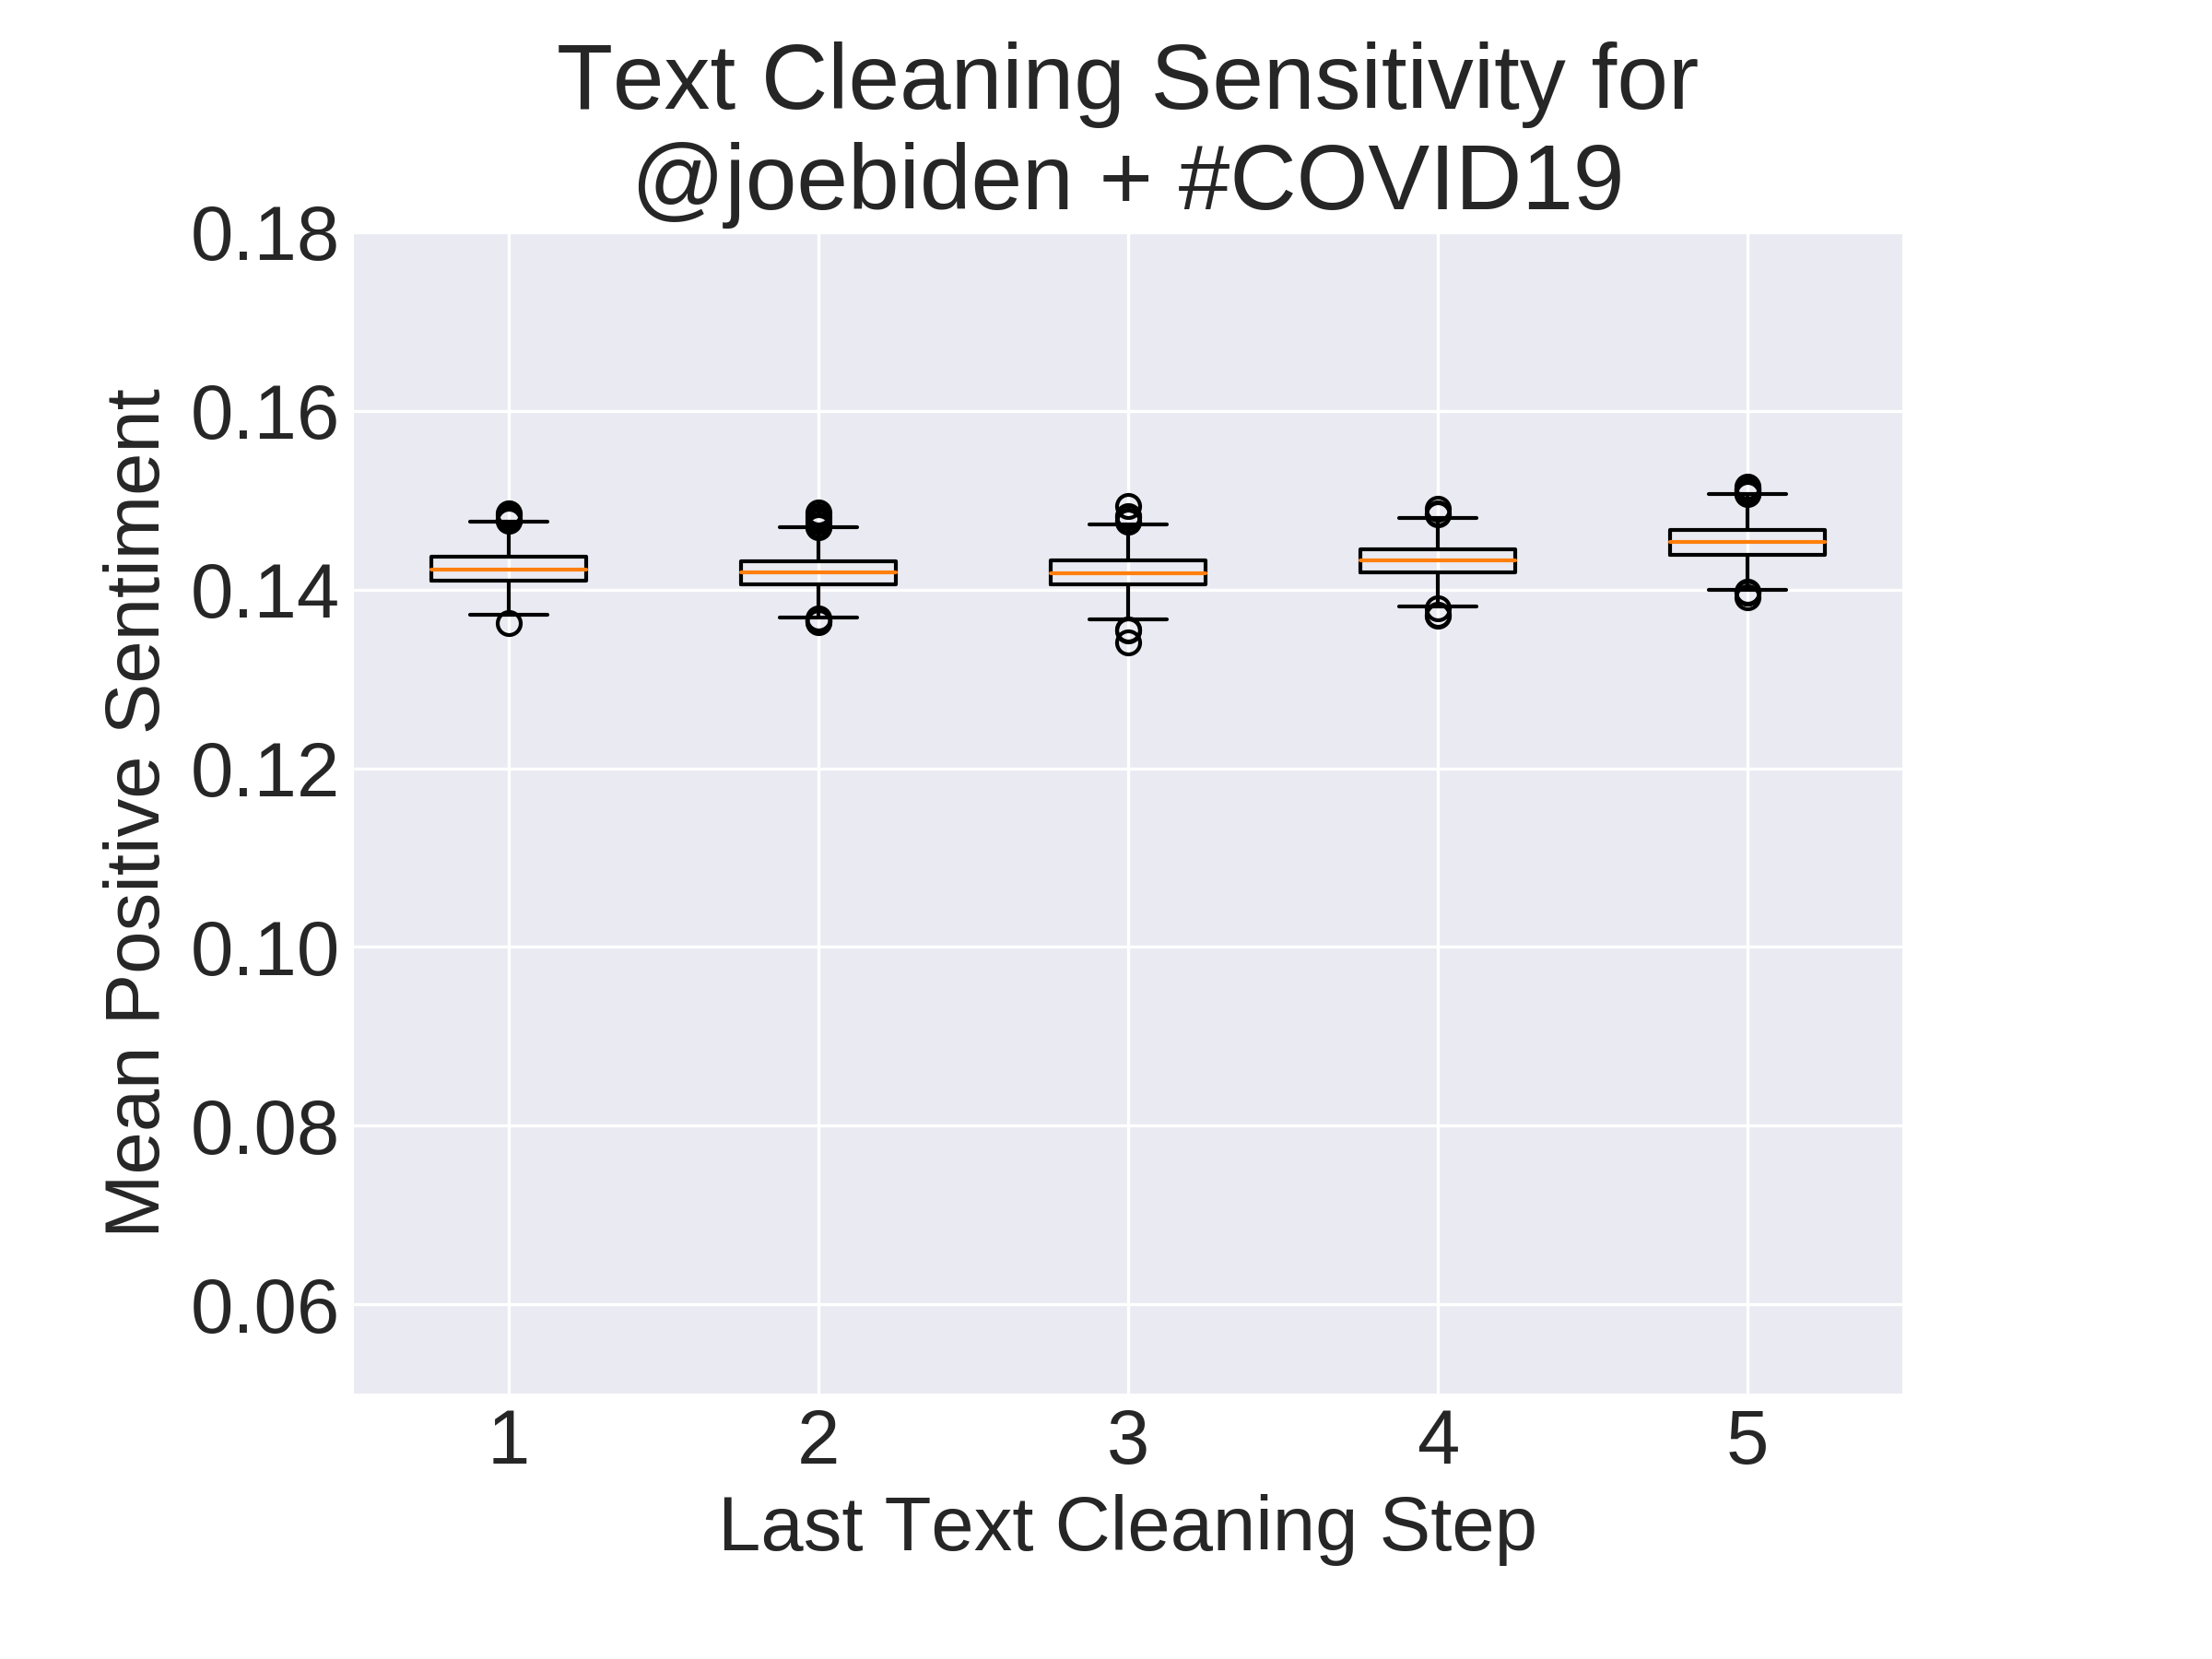 Text Cleaning Sensitivity for
@joebiden + #COVID19
0.18
0.16
0.14
0.12
0.10
0.08
0.06
Mean Positive Sentiment
1 2 3 4 5
Last Text Cleaning Step